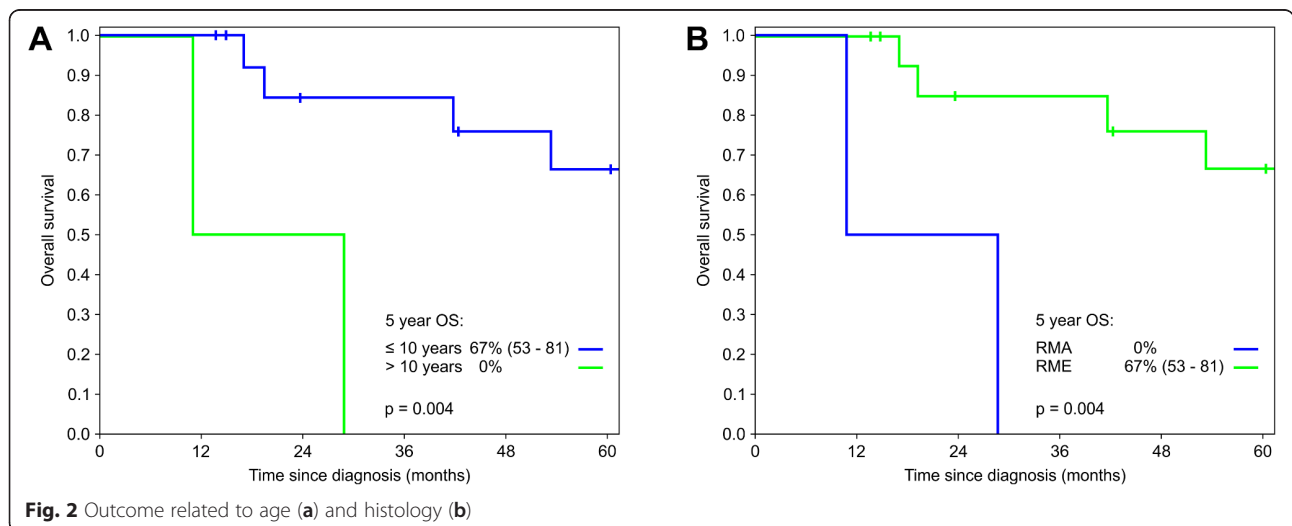 A
1.0
0.9
0.8
0.7
0.6
0.5
0.4
0.3
0.2
0.1
0.0
Overall survival
0 12 24 36 48 60
Time since diagnosis (months)
5 year OS:
≤ 10 years 67% (53 - 81)
> 10 years 0%
p = 0.004
B
1.0
0.9
0.8
0.7
0.6
0.5
0.4
0.3
0.2
0.1
0.0
Overall survival
0 12 24 36 48 60
Time since diagnosis (months)
5 year OS:
RMA 0%
RME 67% (53 - 81)
p = 0.004
Fig. 2 Outcome related to age (a) and histology (b)